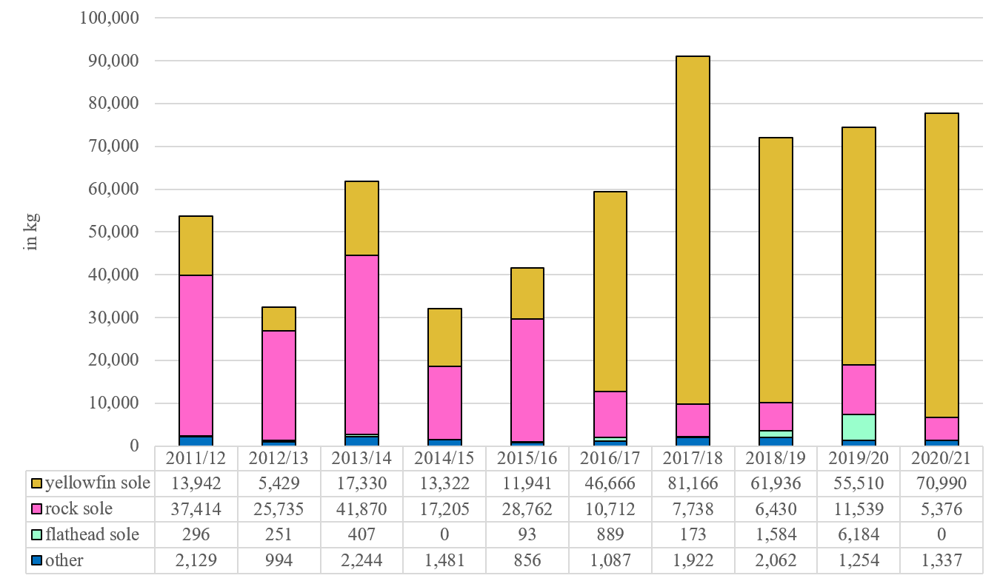 100,000
90,000
80,000
70,000
60,000
50,000
40,000
30,000
20,000
10,000
0
in kg
2011/12 2012/13 2013/14 2014/15 2015/16 2016/17 2017/18 2018/19 2019/20 2020/21
yellowfin sole 13,942 5,429 17,330 13,322 11,941 46,666 81,166 61,936 55,510 70,990
rock sole 37,414 25,735 41,870 17,205 28,762 10,712 7,738 6,430 11,539 5,376
flathead sole 296 251 407 0 93 889 173 1,584 6,184 0
other 2,129 994 2,244 1,481 856 1,087 1,922 2,062 1,254 1,337